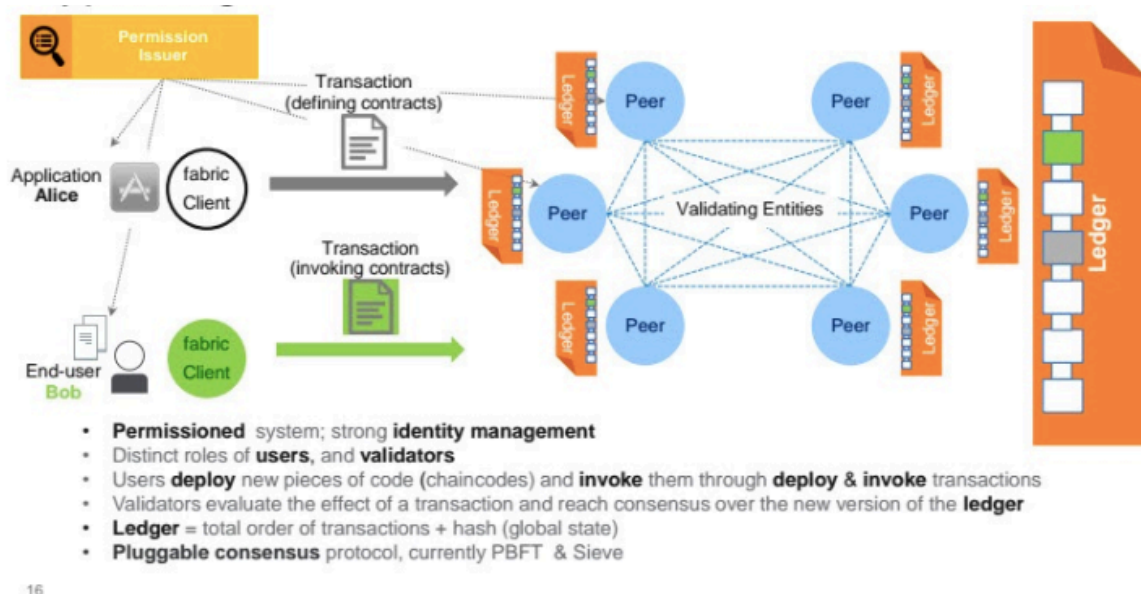 Permission
Issuer
Transaction
(defining contracts)
Application
Alice
fabric
Client
Transaction
(invoking contracts)
End-user
Bob
fabric
Client
Ledger
Peer
Peer
Ledger
Ledger
Peer
Validating Entities
Peer
Ledger
Ledger
Peer
Peer
Ledger
Ledger
• Permissioned system; strong identity management
• Distinct roles of users, and validators
• Users deploy new pieces of code (chaincodes) and invoke them through deploy & invoke transactions
• Validators evaluate the effect of a transaction and reach consensus over the new version of the ledger
• Ledger = total order of transactions + hash (global state)
• Pluggable consensus protocol, currently PBFT & Sieve
16